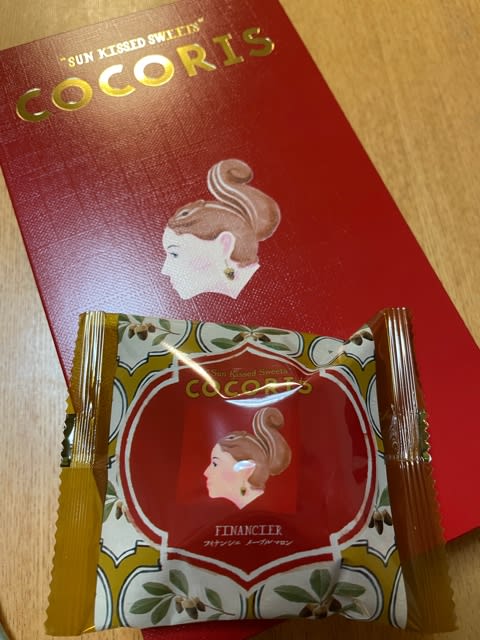 "SUN KISSED SWEETS"
COCORIS
"Sun Kissed Sweets"
COCORIS
FINANCIER
フィナンシェ メープルマロン